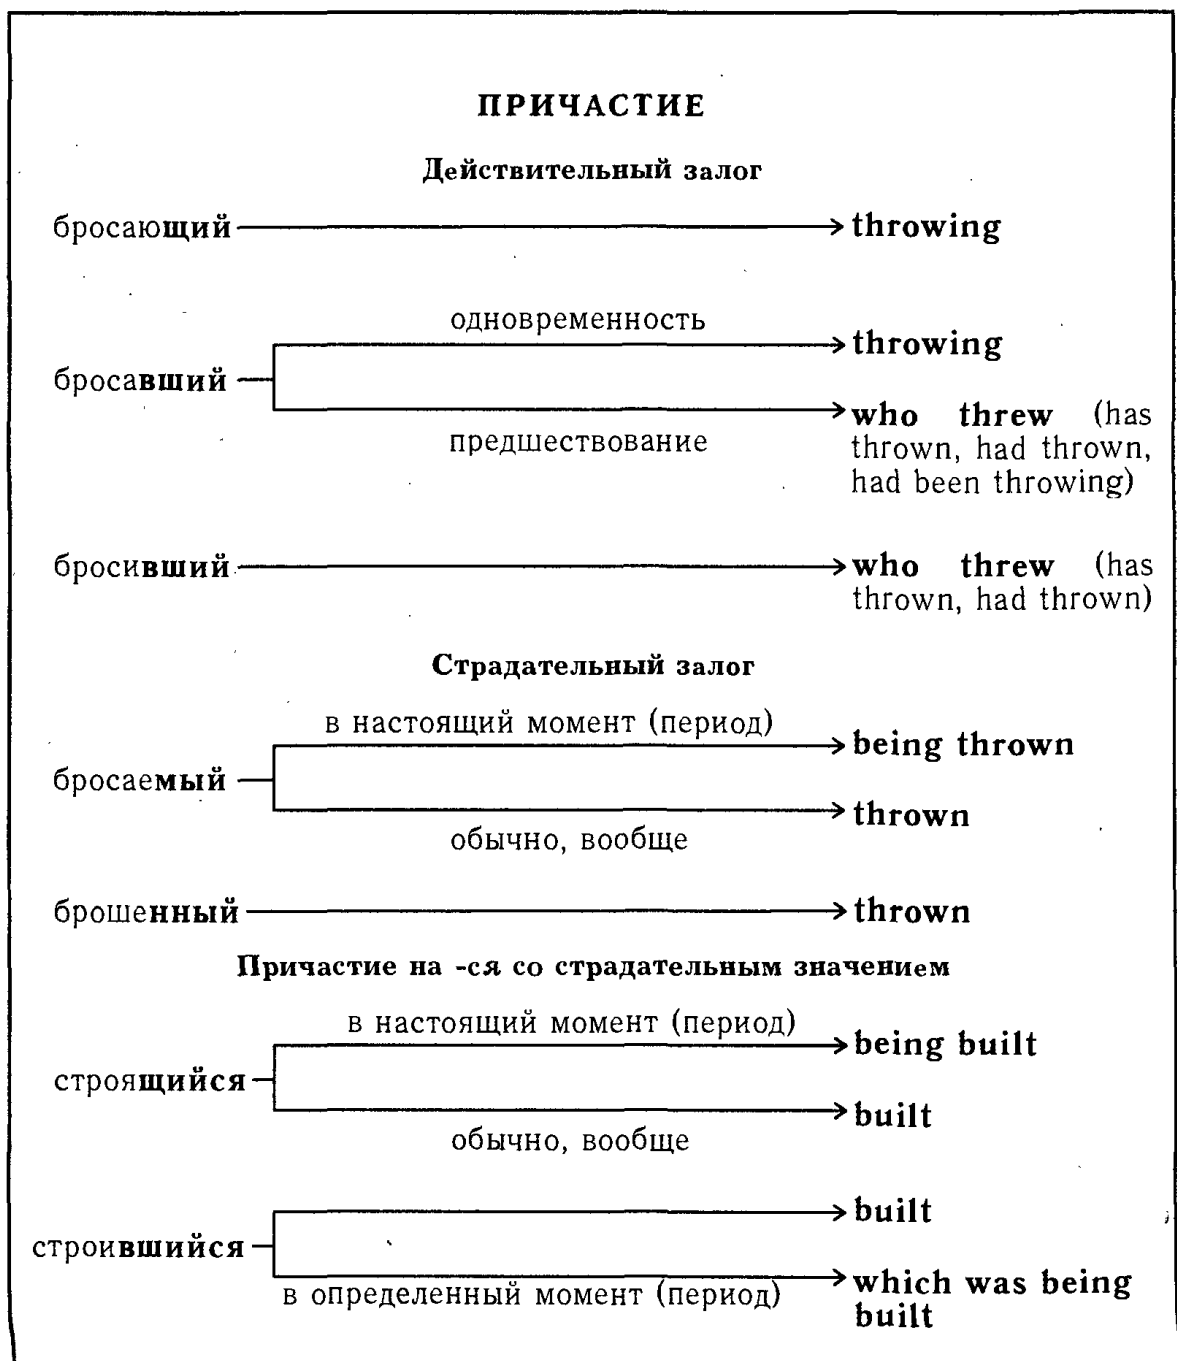 ПРИЧАСТИЕ
Действительный залог
бросающий throwing
одновременность
throwing
бросавший
who threw (has
предшествование thrown, had thrown,
had been throwing)
бросивший who threw (has
thrown, had thrown)
Страдательный залог
в настоящий момент (период)
being thrown
бросаемый
thrown
обычно, вообще
брошенный thrown
Причастие на -ся со страдательным значением
в настоящий момент (период)
being built
строящийся
built
обычно, вообще
built
строившийся
в определенный момент (период) which was being
built